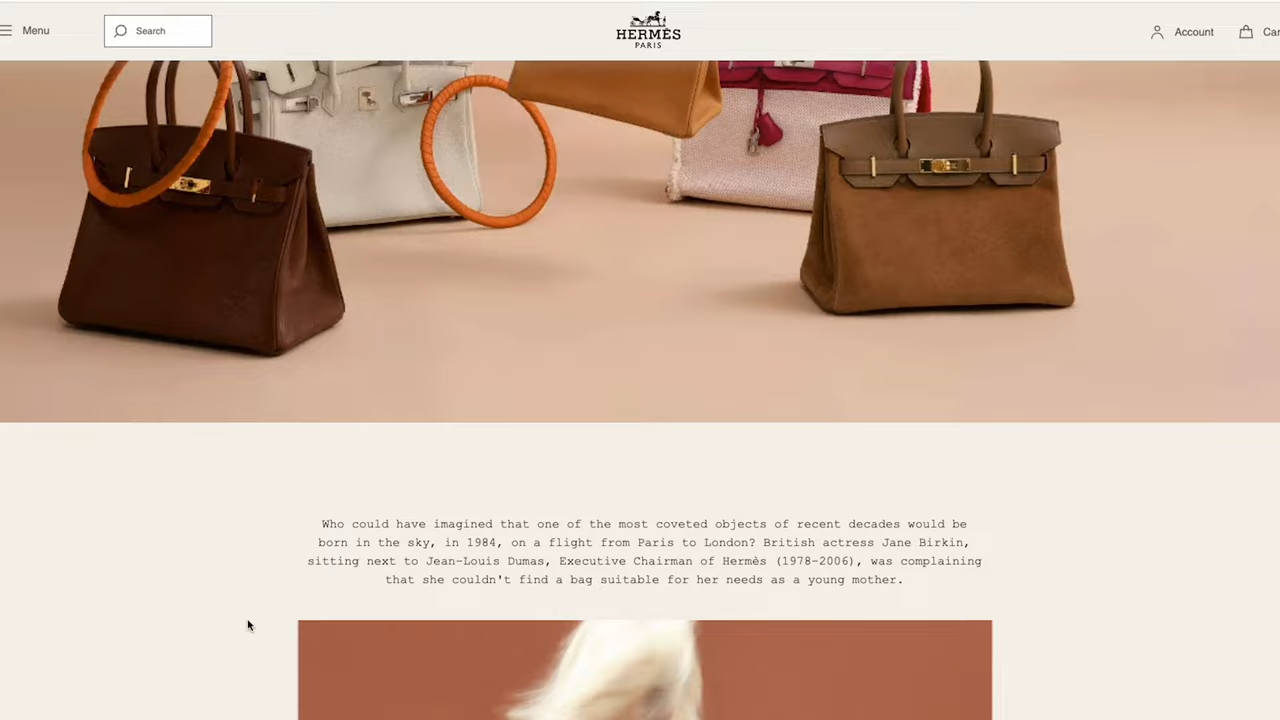 Menu
Search
HERMÈS
PARIS
Account
Who could have imagined that one of the most coveted objects of recent decades would be
born in the sky, in 1984, on a flight from Paris to London? British actress Jane Birkin,
sitting next to Jean-Louis Dumas, Executive Chairman of Hermès (1978-2006), was complaining
that she couldn't find a bag suitable for her needs as a young mother.